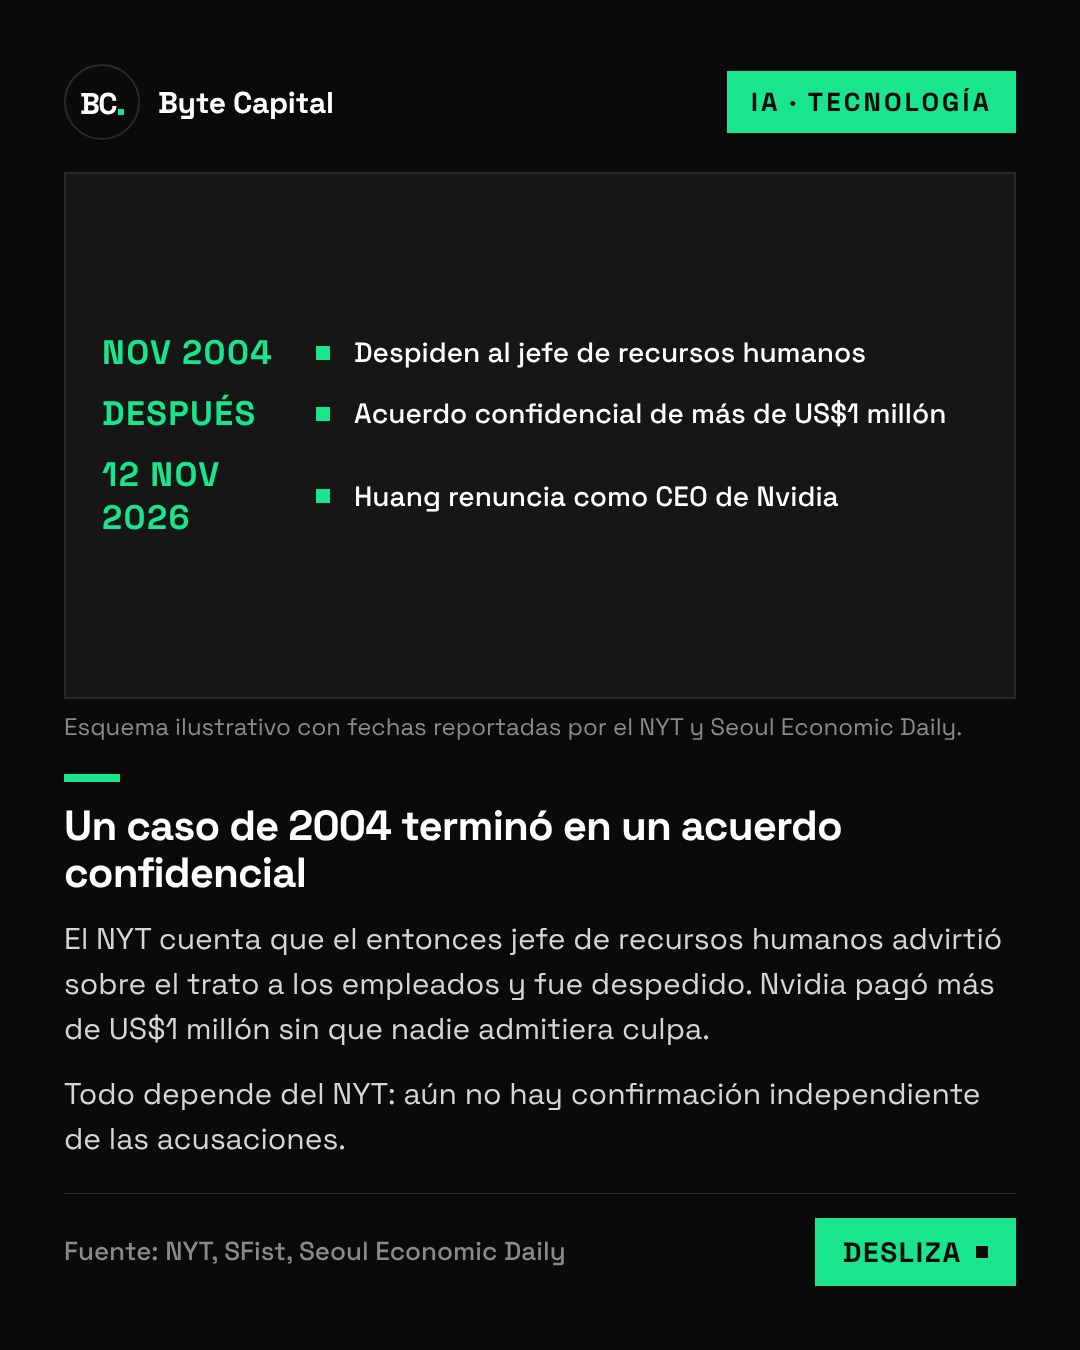 BC.
Byte Capital
IA · TECNOLOGÍA
NOV 2004
Despiden al jefe de recursos humanos
DESPUÉS
Acuerdo confidencial de más de US$1 millón
12 NOV
2026
Huang renuncia como CEO de Nvidia
Esquema ilustrativo con fechas reportadas por el NYT y Seoul Economic Daily.
Un caso de 2004 terminó en un acuerdo
confidencial
El NYT cuenta que el entonces jefe de recursos humanos advirtió
sobre el trato a los empleados y fue despedido. Nvidia pagó más
de US$1 millón sin que nadie admitiera culpa.
Todo depende del NYT: aún no hay confirmación independiente
de las acusaciones.
Fuente: NYT, SFist, Seoul Economic Daily
DESLIZA